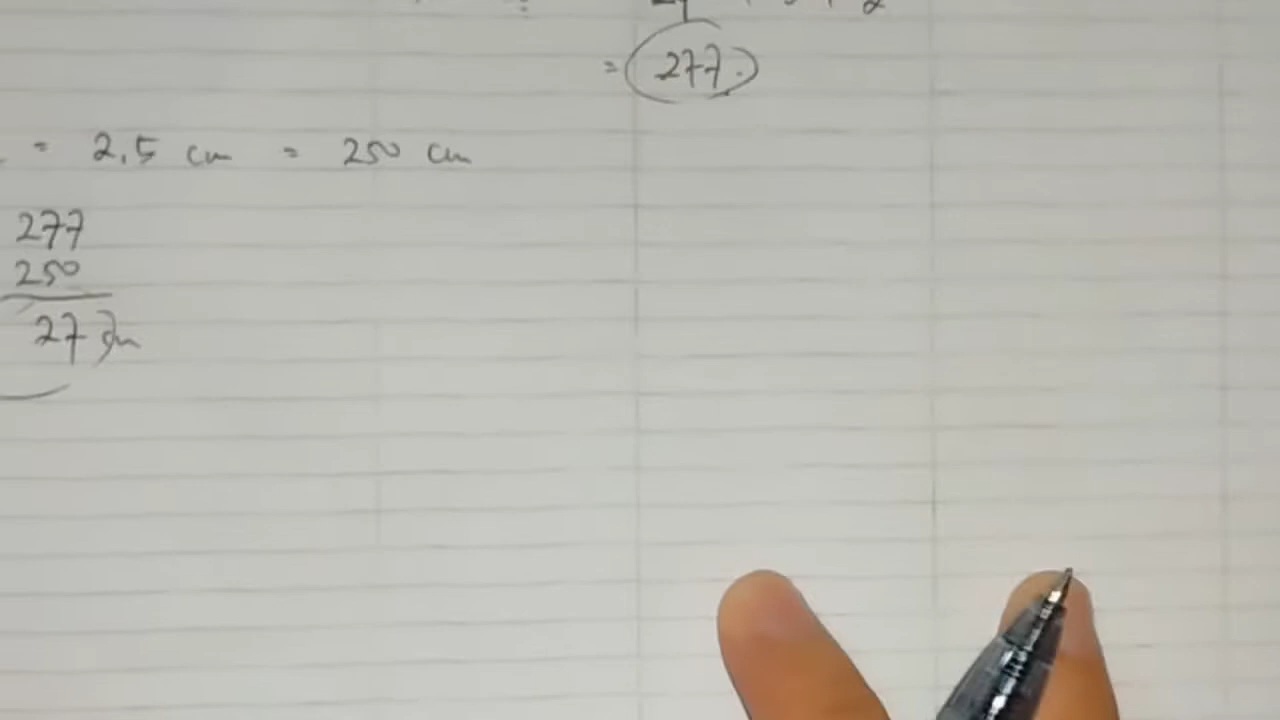 = 277.
= 2,5 cm = 250 cm
277
250
27 cm